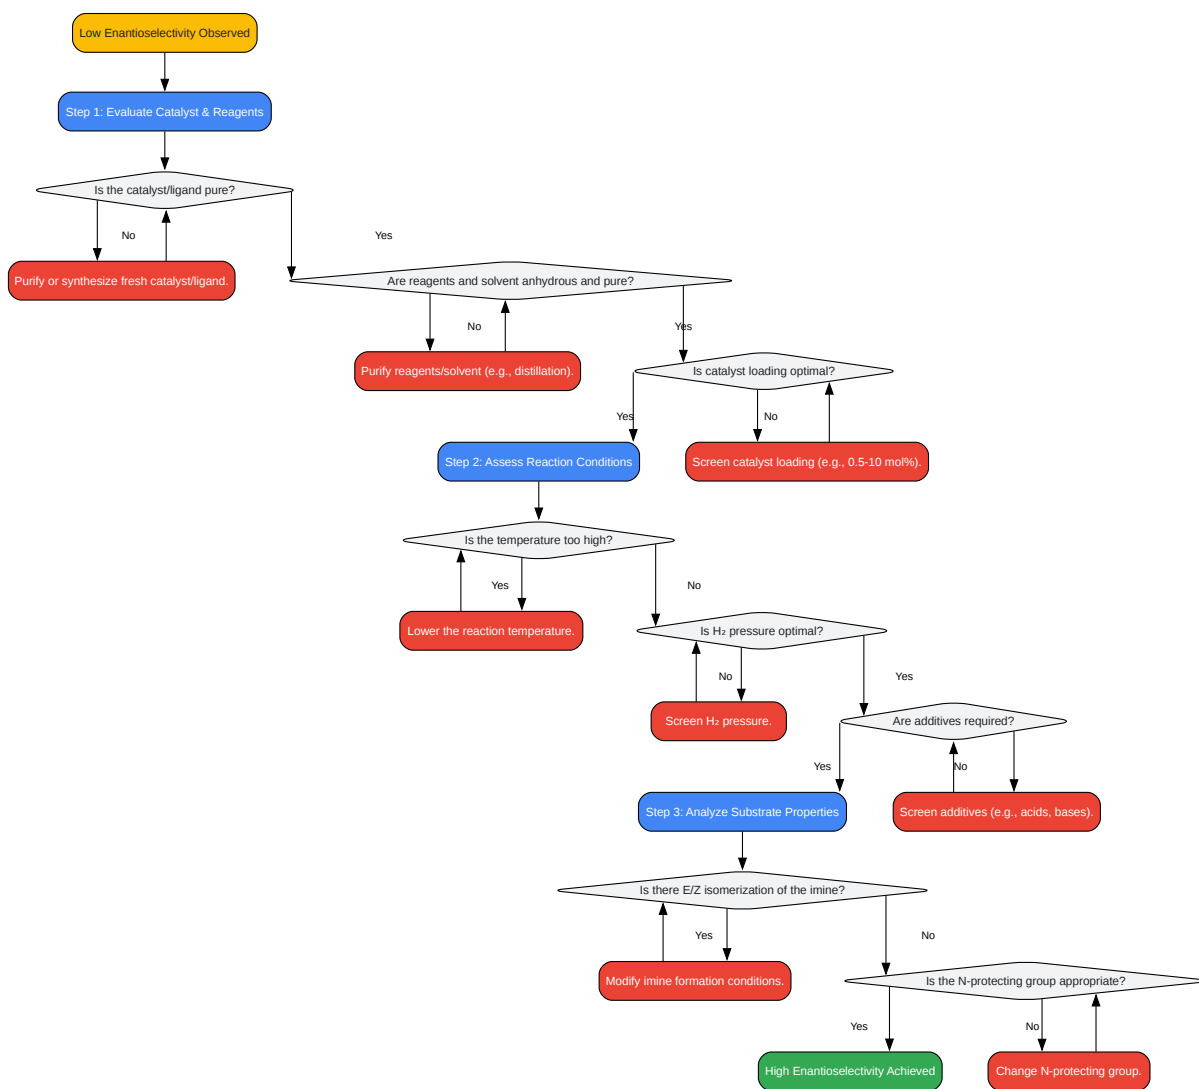 Low Enantioselectivity Observed
Step 1: Evaluate Catalyst & Reagents
Is the catalyst/ligand pure?
No
Yes
Purify or synthesize fresh catalyst/ligand.
Are reagents and solvent anhydrous and pure?
No
Yes
Purify reagents/solvent (e.g., distillation).
Is catalyst loading optimal?
Yes
No
Step 2: Assess Reaction Conditions
Screen catalyst loading (e.g., 0.5-10 mol%).
Is the temperature too high?
Yes
No
Lower the reaction temperature.
Is H₂ pressure optimal?
No
Yes
Screen H₂ pressure.
Are additives required?
Yes
No
Step 3: Analyze Substrate Properties
Screen additives (e.g., acids, bases).
Is there E/Z isomerization of the imine?
Yes
No
Modify imine formation conditions.
Is the N-protecting group appropriate?
Yes
No
High Enantioselectivity Achieved
Change N-protecting group.